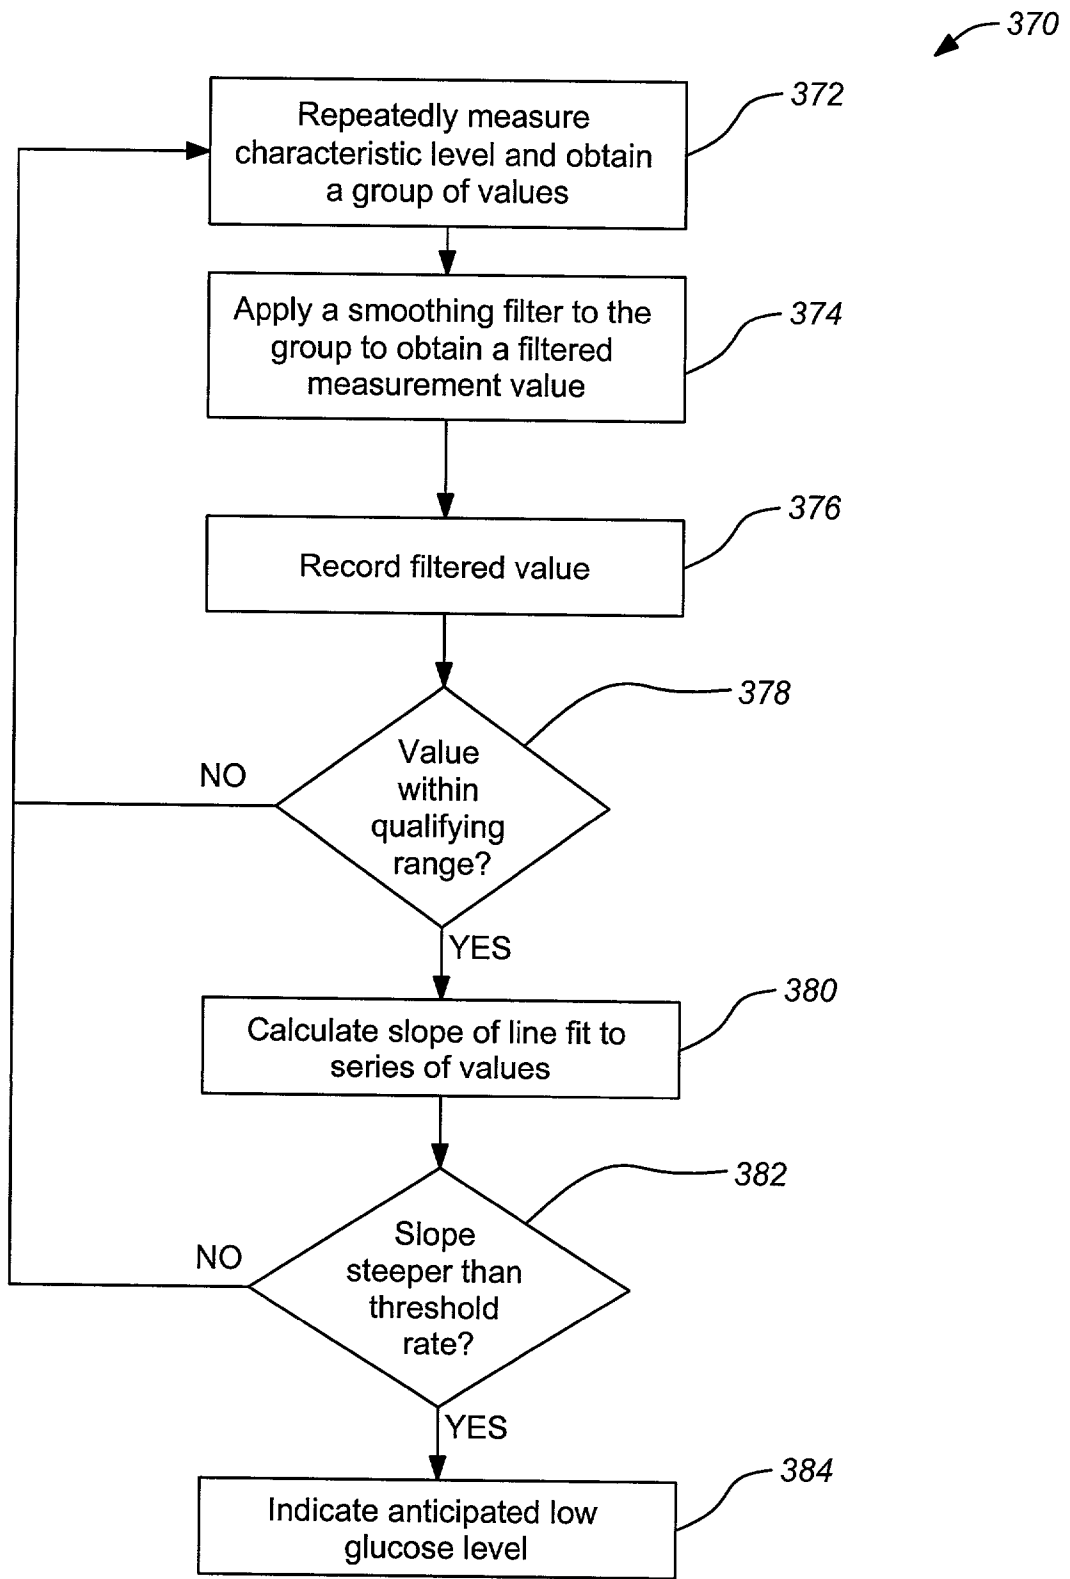 370
Repeatedly measure
characteristic level and obtain
a group of values
372
Apply a smoothing filter to the
group to obtain a filtered
measurement value
374
Record filtered value
376
Value
within
qualifying
range?
378
NO
YES
Calculate slope of line fit to
series of values
380
Slope
steeper than
threshold
rate?
382
NO
YES
Indicate anticipated low
glucose level
384